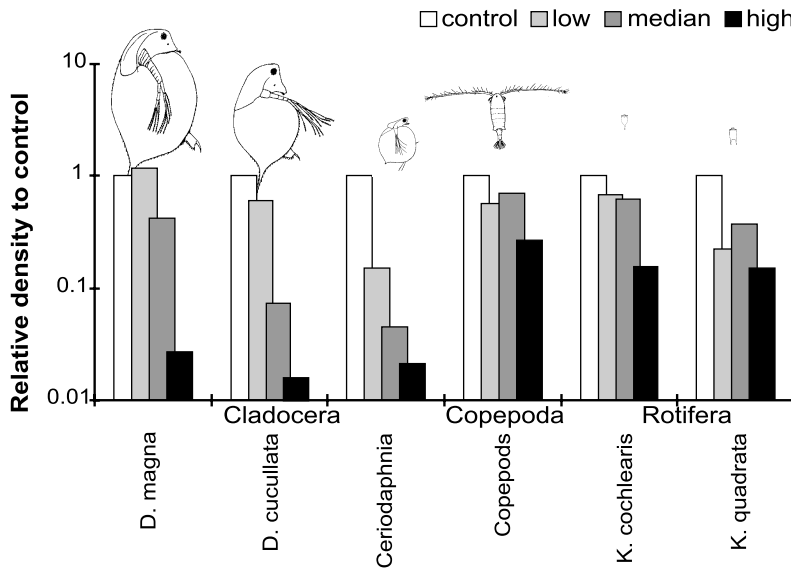 control low median high
10
1
0.1
0.01
Relative density to control
Cladocera Copepoda Rotifera
D. magna
D. cucullata
Ceriodaphnia
Copepods
K. cochlearis
K. quadrata